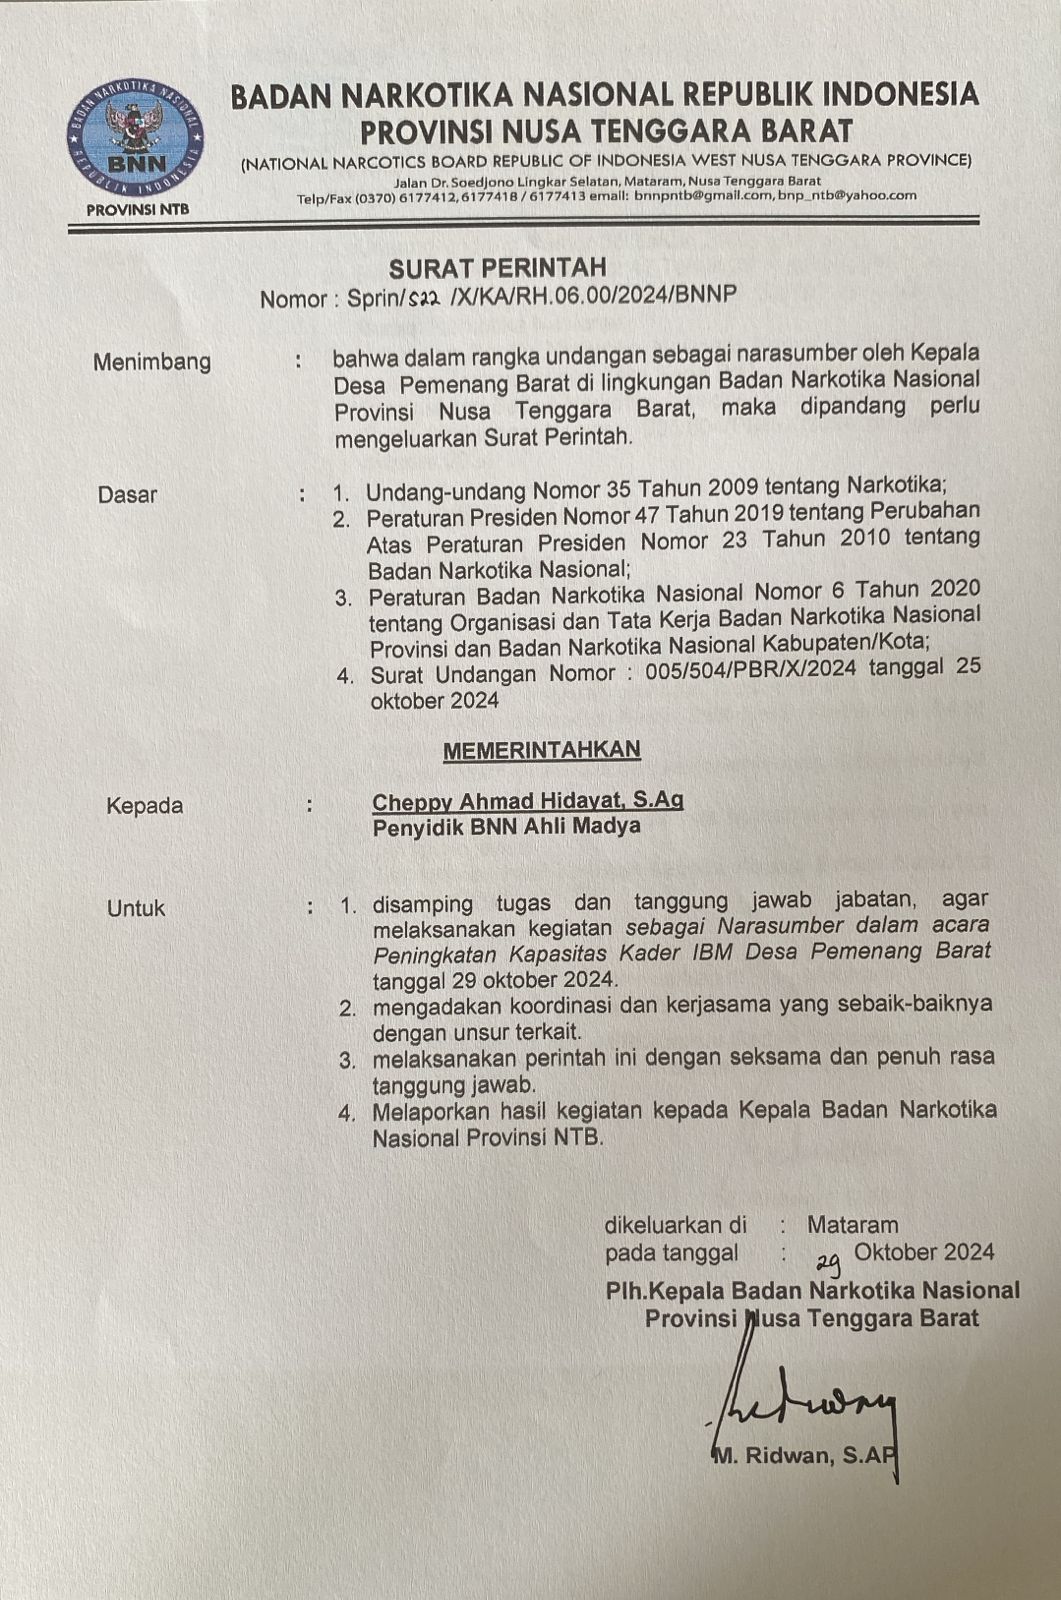 BADAN NARKOTIKA NASIONAL
REPUBLIK INDONESIA
BNN
PROVINSI NTB
BADAN NARKOTIKA NASIONAL REPUBLIK INDONESIA
PROVINSI NUSA TENGGARA BARAT
(NATIONAL NARCOTICS BOARD REPUBLIC OF INDONESIA WEST NUSA TENGGARA PROVINCE)
Jalan Dr. Soedjono Lingkar Selatan, Mataram, Nusa Tenggara Barat
Telp/Fax (0370) 6177412, 6177418 / 6177413 email: bnnpntb@gmail.com, bnp_ntb@yahoo.com
SURAT PERINTAH
Nomor : Sprin/522 /X/KA/RH.06.00/2024/BNNP
Menimbang : bahwa dalam rangka undangan sebagai narasumber oleh Kepala
Desa Pemenang Barat di lingkungan Badan Narkotika Nasional
Provinsi Nusa Tenggara Barat, maka dipandang perlu
mengeluarkan Surat Perintah.
Dasar : 1. Undang-undang Nomor 35 Tahun 2009 tentang Narkotika;
2. Peraturan Presiden Nomor 47 Tahun 2019 tentang Perubahan
Atas Peraturan Presiden Nomor 23 Tahun 2010 tentang
Badan Narkotika Nasional;
3. Peraturan Badan Narkotika Nasional Nomor 6 Tahun 2020
tentang Organisasi dan Tata Kerja Badan Narkotika Nasional
Provinsi dan Badan Narkotika Nasional Kabupaten/Kota;
4. Surat Undangan Nomor : 005/504/PBR/X/2024 tanggal 25
oktober 2024
MEMERINTAHKAN
Kepada : Cheppy Ahmad Hidayat, S.Ag
Penyidik BNN Ahli Madya
Untuk : 1. disamping tugas dan tanggung jawab jabatan, agar
melaksanakan kegiatan sebagai Narasumber dalam acara
Peningkatan Kapasitas Kader IBM Desa Pemenang Barat
tanggal 29 oktober 2024.
2. mengadakan koordinasi dan kerjasama yang sebaik-baiknya
dengan unsur terkait.
3. melaksanakan perintah ini dengan seksama dan penuh rasa
tanggung jawab.
4. Melaporkan hasil kegiatan kepada Kepala Badan Narkotika
Nasional Provinsi NTB.
dikeluarkan di : Mataram
pada tanggal : 29 Oktober 2024
Plh.Kepala Badan Narkotika Nasional
Provinsi Nusa Tenggara Barat
M. Ridwan, S.AP